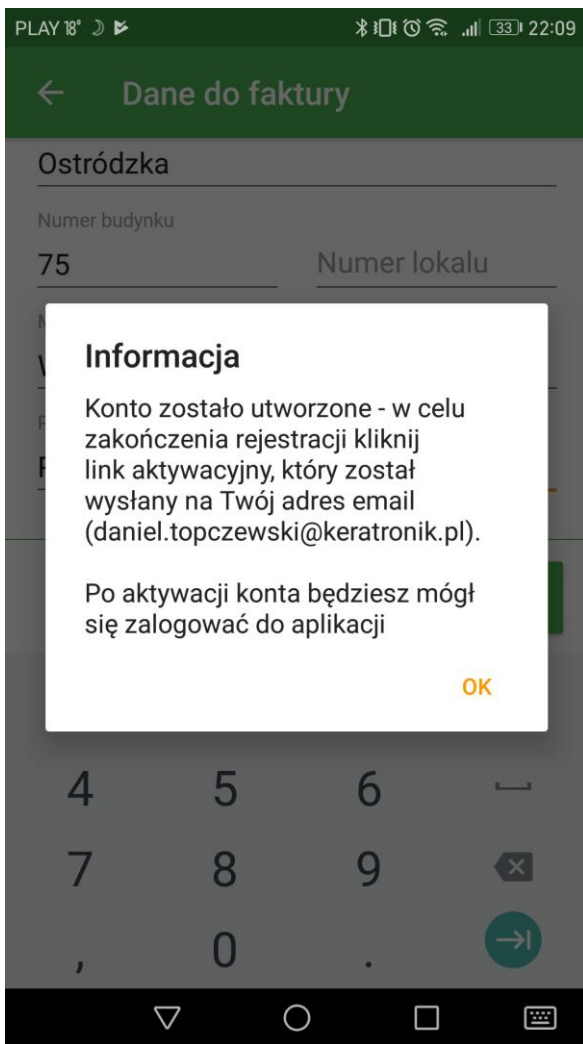 PLAY 18° 33 22:09
Dane do faktury
Ostródzka
Numer budynku
75 Numer lokalu
Informacja
Konto zostało utworzone - w celu
zakończenia rejestracji kliknij
link aktywacyjny, który został
wysłany na Twój adres email
(daniel.topczewski@keratronik.pl).
Po aktywacji konta będziesz mógł
się zalogować do aplikacji
OK
4 5 6
7 8 9
, 0 .